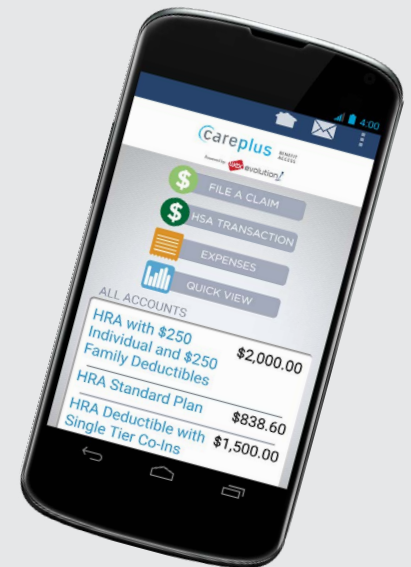 4:00
careplus BENEFIT
ACCESS
Powered by evolution1
FILE A CLAIM
HSA TRANSACTION
EXPENSES
QUICK VIEW
ALL ACCOUNTS
HRA with $250
Individual and $250 $2,000.00
Family Deductibles
HRA Standard Plan $838.60
HRA Deductible with $1,500.00
Single Tier Co-Ins